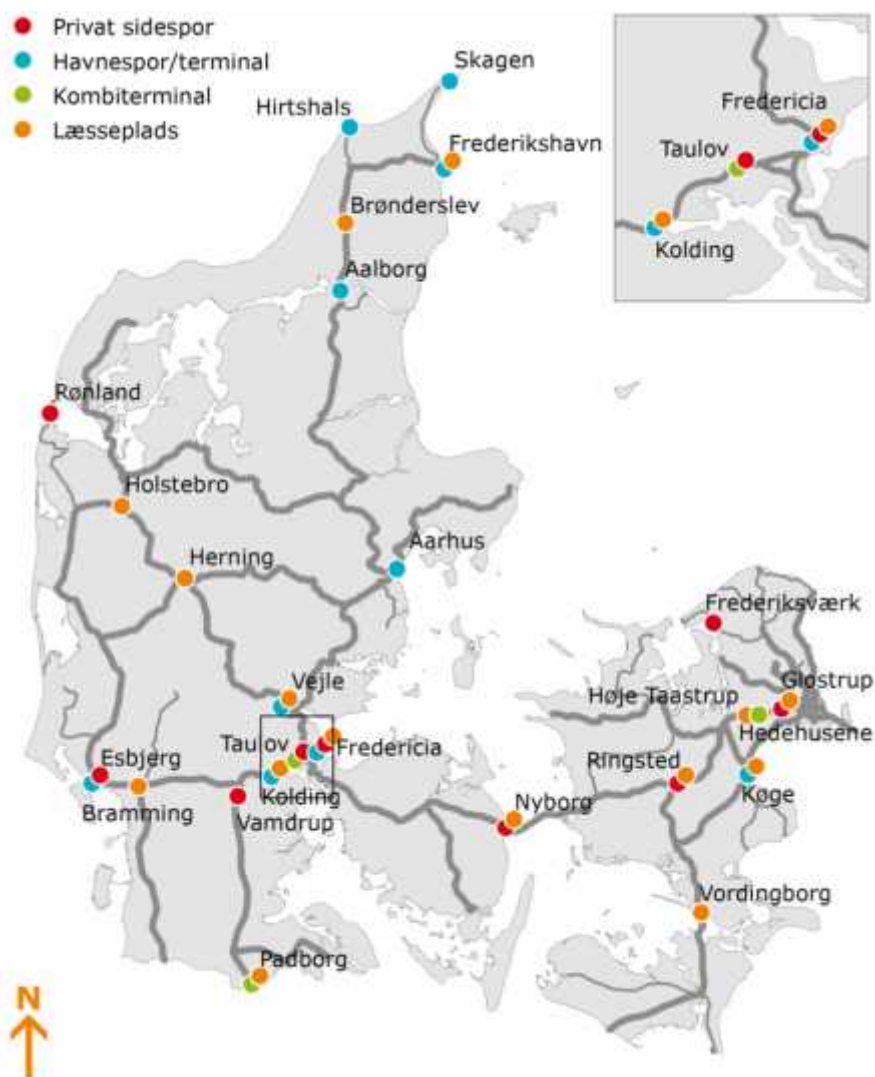 Privat sidespor
Havnespor/terminal
Kombiterminal
Læsseplads
Skagen
Hirtshals
Frederikshavn
Brønderslev
Aalborg
Fredericia
Taulov
Kolding
Rønland
Holstebro
Herning
Aarhus
Frederiksværk
Vejle
Glostrup
Høje Taastrup
Hedehusene
Taulov
Fredericia
Esbjerg
Ringsted
Kolding
Køge
Bramming
Vamdrup
Nyborg
Vordingborg
Padborg
N